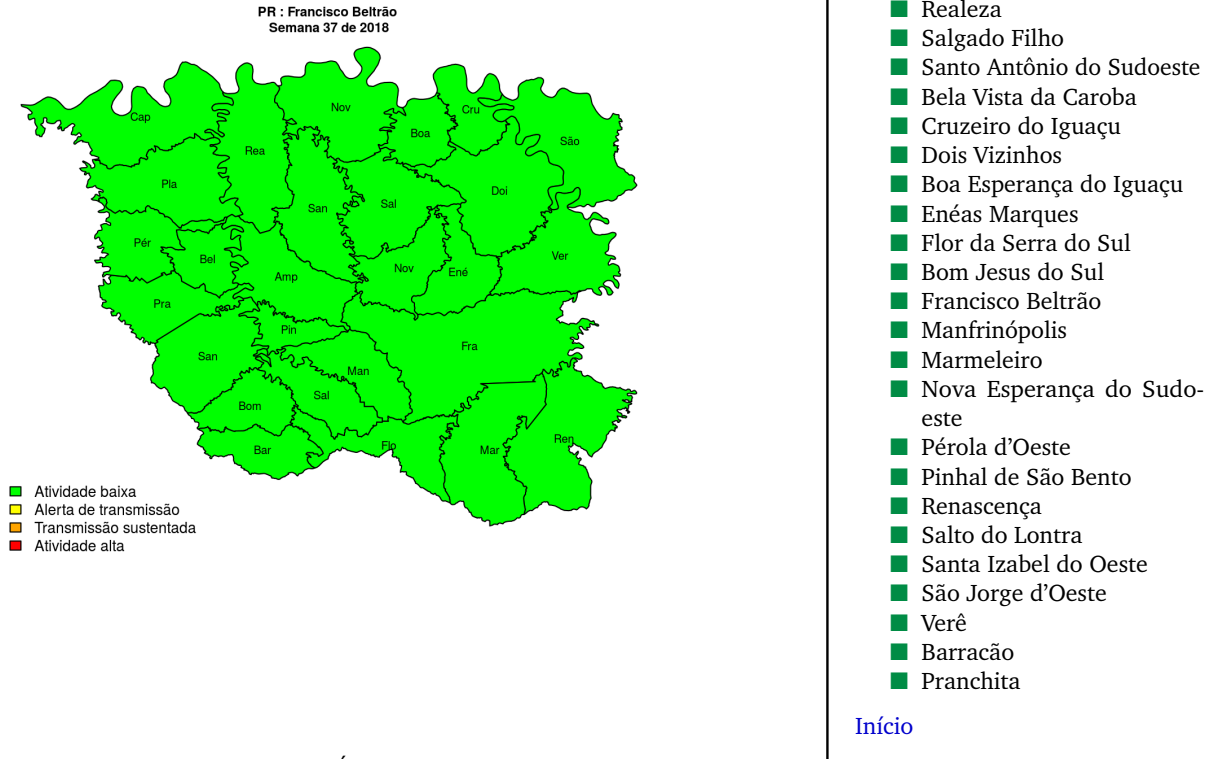 PR : Francisco Beltrão
Semana 37 de 2018
Cap
Nov
Cru
Boa
São
Rea
Pla
Doi
San
Sal
Pér
Bel
Ver
Nov
Ené
Amp
Pra
Pin
Fra
San
Man
Sal
Bom
Ren
Flo
Bar
Mar
Atividade baixa
Alerta de transmissão
Transmissão sustentada
Atividade alta
Realeza
Salgado Filho
Santo Antônio do Sudoeste
Bela Vista da Caroba
Cruzeiro do Iguaçu
Dois Vizinhos
Boa Esperança do Iguaçu
Enéas Marques
Flor da Serra do Sul
Bom Jesus do Sul
Francisco Beltrão
Manfrinópolis
Marmeleiro
Nova Esperança do Sudo-
este
Pérola d'Oeste
Pinhal de São Bento
Renascença
Salto do Lontra
Santa Izabel do Oeste
São Jorge d'Oeste
Verê
Barracão
Pranchita
Início